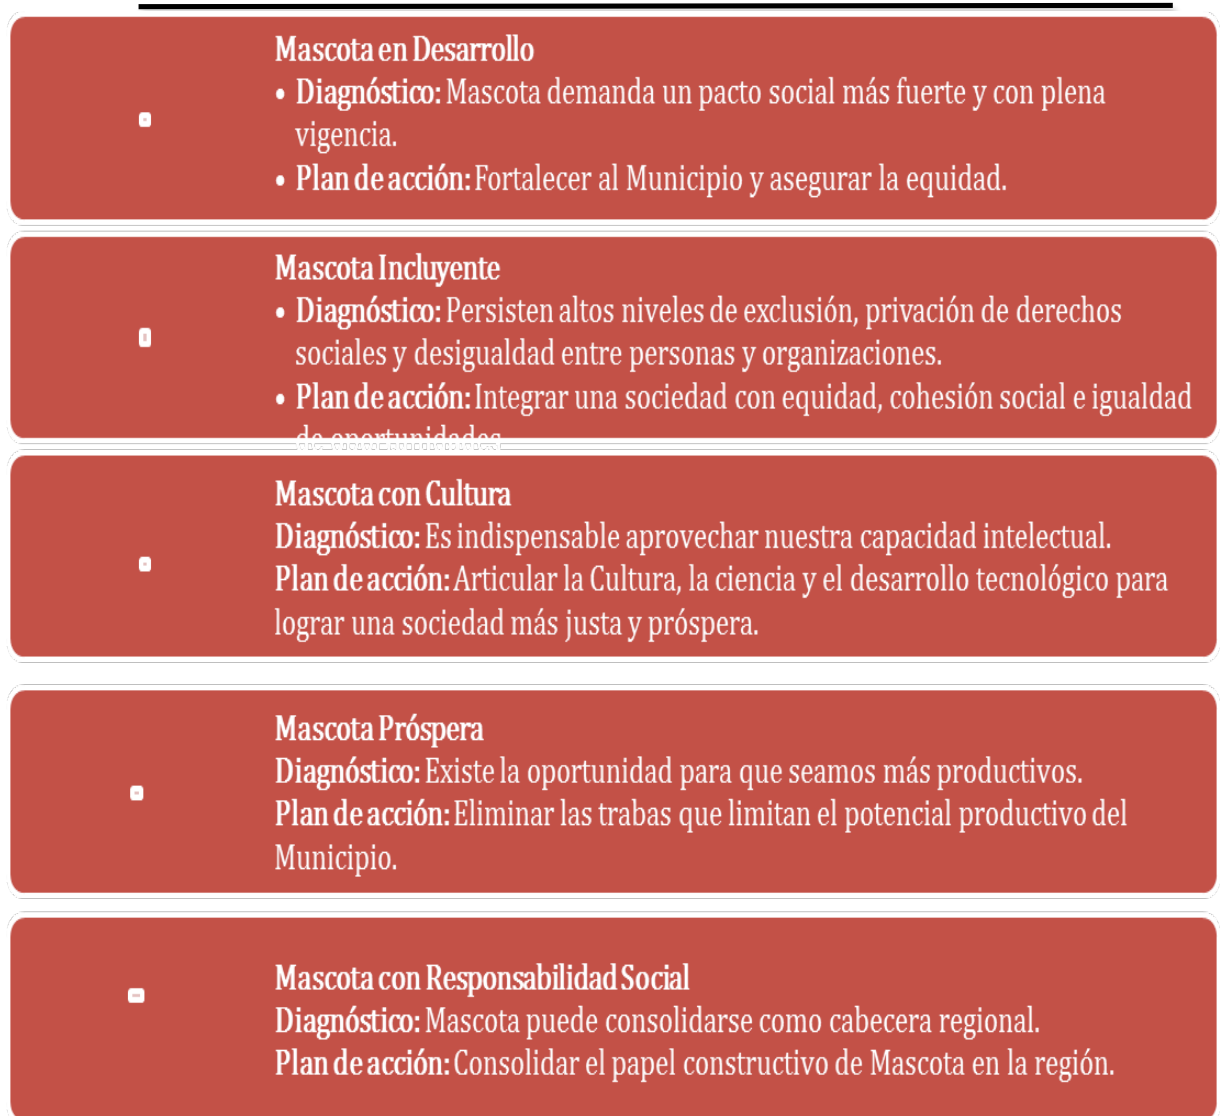 Mascota en Desarrollo
• Diagnóstico: Mascota demanda un pacto social más fuerte y con plena
vigencia.
• Plan de acción: Fortalecer al Municipio y asegurar la equidad.
Mascota Incluyente
• Diagnóstico: Persisten altos niveles de exclusión, privación de derechos
sociales y desigualdad entre personas y organizaciones.
• Plan de acción: Integrar una sociedad con equidad, cohesión social e igualdad
de oportunidades.
Mascota con Cultura
Diagnóstico: Es indispensable aprovechar nuestra capacidad intelectual.
Plan de acción: Articular la Cultura, la ciencia y el desarrollo tecnológico para
lograr una sociedad más justa y próspera.
Mascota Próspera
Diagnóstico: Existe la oportunidad para que seamos más productivos.
Plan de acción: Eliminar las trabas que limitan el potencial productivo del
Municipio.
Mascota con Responsabilidad Social
Diagnóstico: Mascota puede consolidarse como cabecera regional.
Plan de acción: Consolidar el papel constructivo de Mascota en la región.